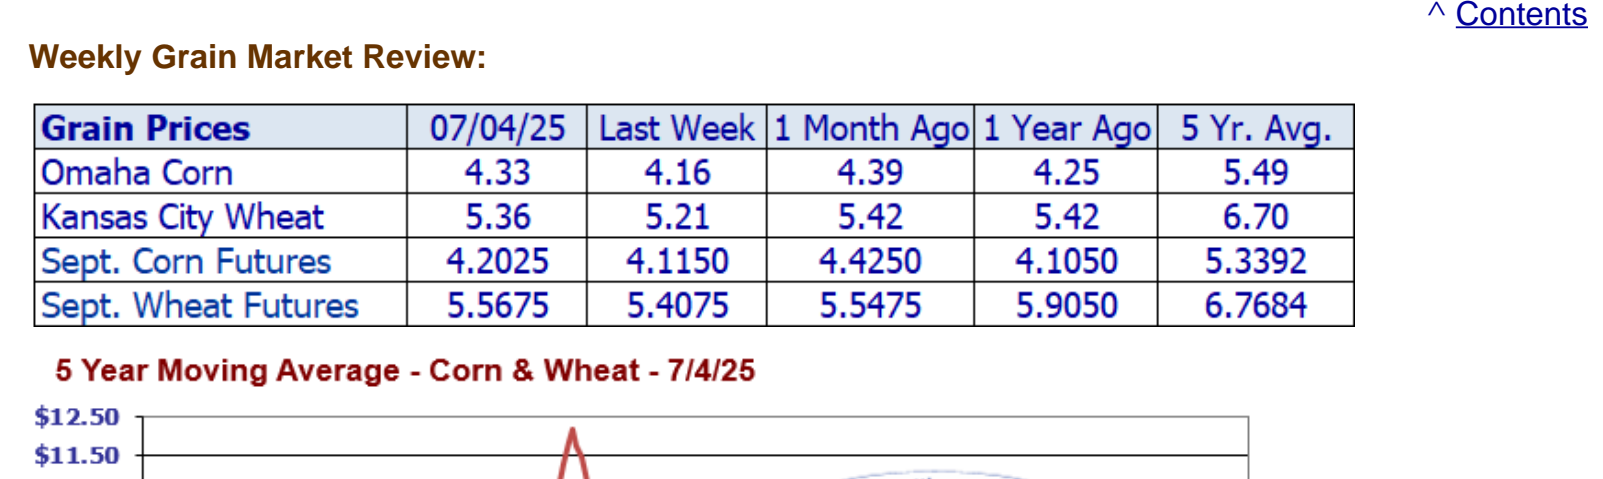 ^ Contents
Weekly Grain Market Review:
Grain Prices 07/04/25 Last Week 1 Month Ago 1 Year Ago 5 Yr. Avg.
Omaha Corn 4.33 4.16 4.39 4.25 5.49
Kansas City Wheat 5.36 5.21 5.42 5.42 6.70
Sept. Corn Futures 4.2025 4.1150 4.4250 4.1050 5.3392
Sept. Wheat Futures 5.5675 5.4075 5.5475 5.9050 6.7684
5 Year Moving Average - Corn & Wheat - 7/4/25
$12.50
$11.50